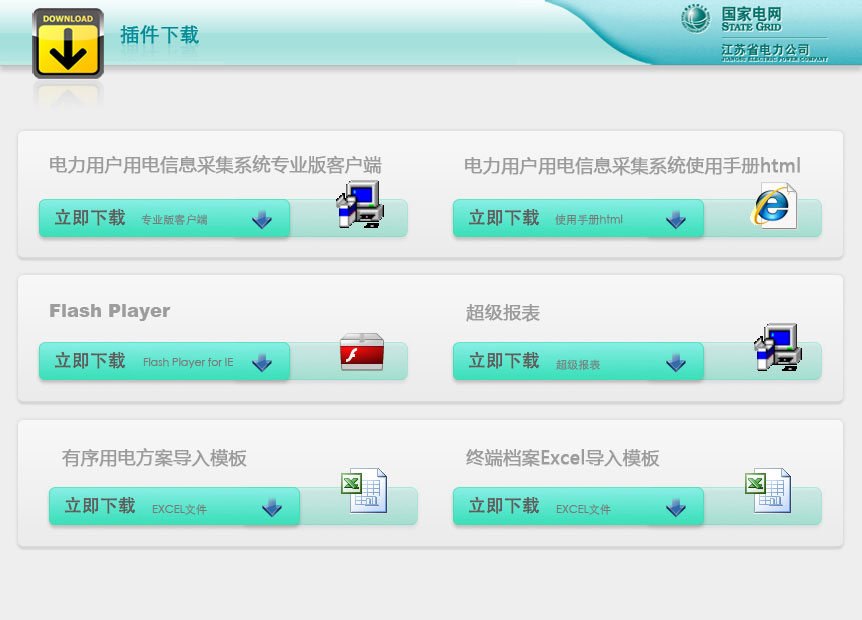 DOWNLOAD
插件下载
国家电网
STATE GRID
江苏省电力公司
JIANGSU ELECTRIC POWER COMPANY
电力用户用电信息采集系统专业版客户端
电力用户用电信息采集系统使用手册html
立即下载 专业版客户端
立即下载 使用手册html
Flash Player
超级报表
立即下载 Flash Player for IE
立即下载 超级报表
有序用电方案导入模板
终端档案Excel导入模板
立即下载 EXCEL文件
立即下载 EXCEL文件